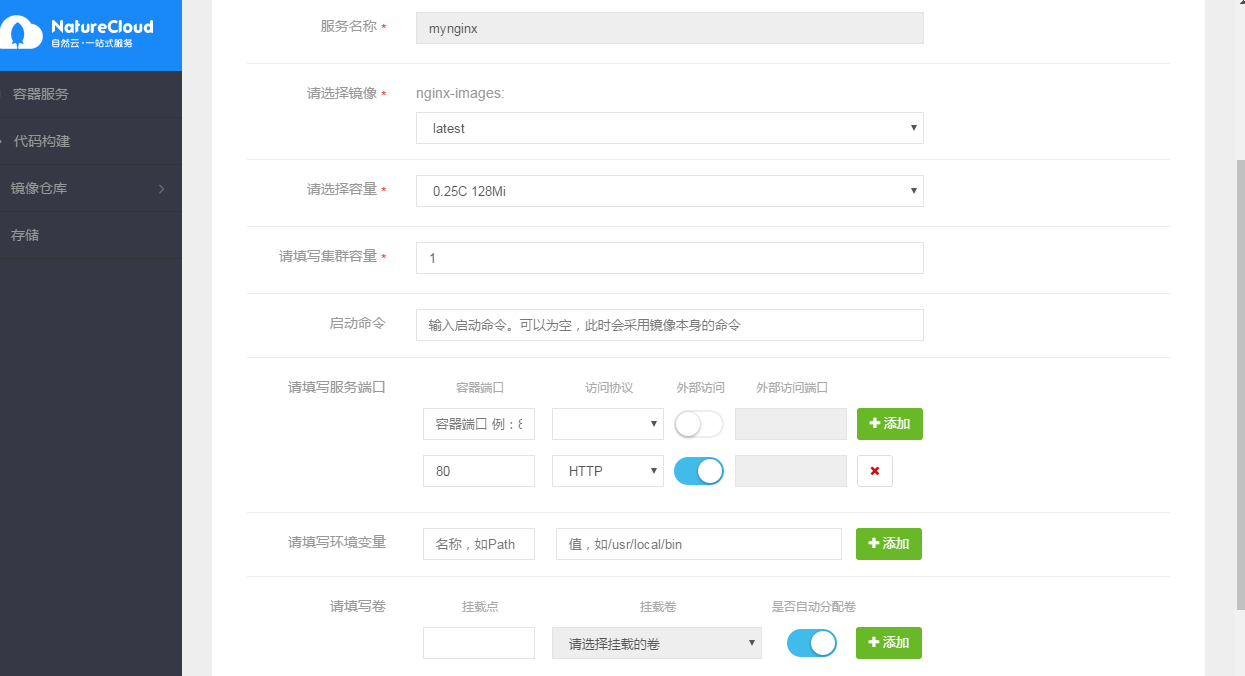 NatureCloud
自然云·一站式服务
容器服务
代码构建
镜像仓库
存储
服务名称 *
mynginx
请选择镜像 *
nginx-images:
latest
请选择容量 *
0.25C 128Mi
请填写集群容量 *
1
启动命令
输入启动命令。可以为空，此时会采用镜像本身的命令
请填写服务端口
容器端口 访问协议 外部访问 外部访问端口
容器端口 例：8 添加
80 HTTP
请填写环境变量
名称，如Path 值，如/usr/local/bin 添加
请填写卷
挂载点 挂载卷 是否自动分配卷
请选择挂载的卷 添加